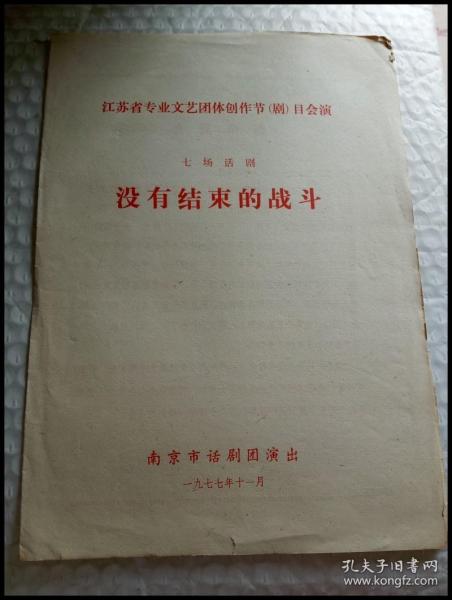 江苏省专业文艺团体创作节(剧)目会演
七场话剧
没有结束的战斗
南京市话剧团演出
一九七七年十一月
孔夫子旧书网
www.kongfz.com